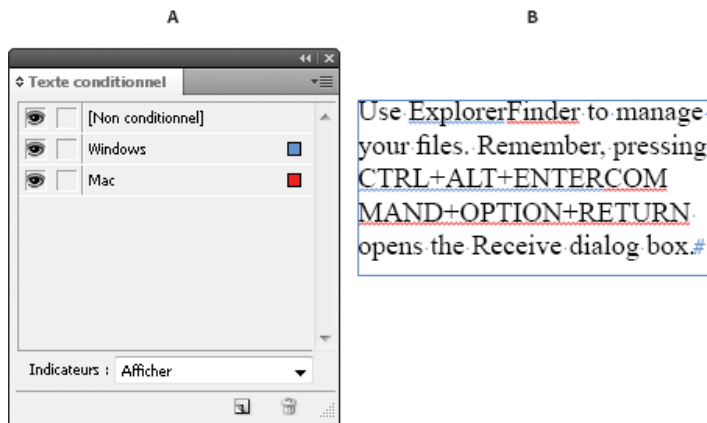 A
B
Texte conditionnel
[Non conditionnel]
Windows
Mac
Indicateurs : Afficher
Use ExplorerFinder to manage
your files. Remember, pressing
CTRL+ALT+ENTERCOM
MAND+OPTION+RETURN
opens the Receive dialog box.#